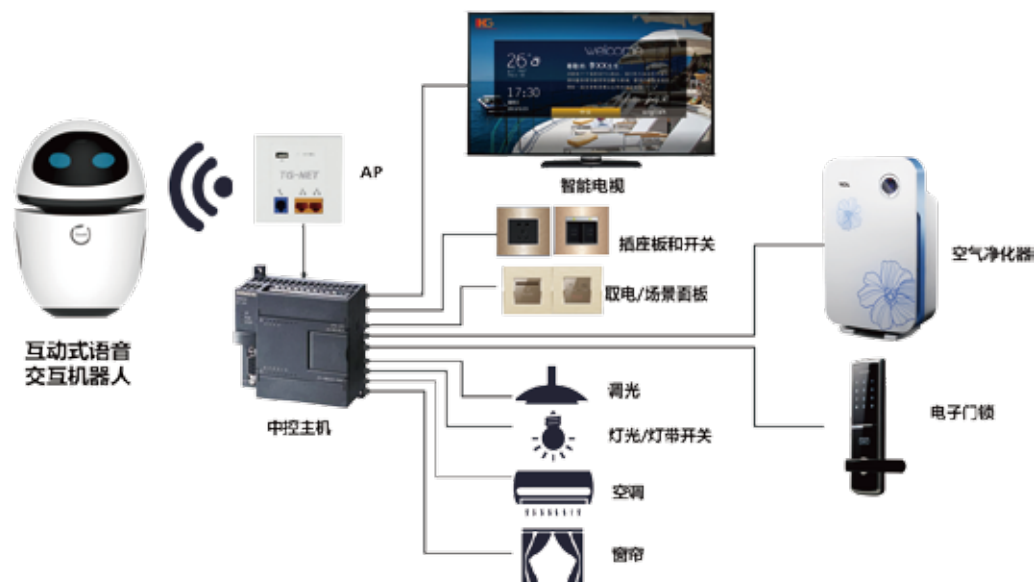 互动式语音
交互机器人
TG-NET
AP
中控主机
HG
26°
welcome
17:30
智能电视
插座板和开关
取电/场景面板
调光
灯光/灯带开关
空调
窗帘
空气净化器
电子门锁